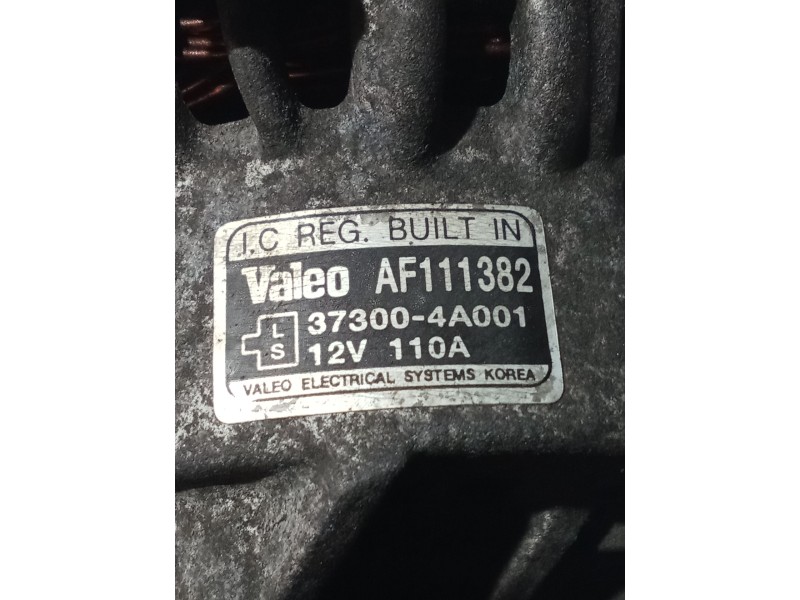 I.C REG. BUILT IN
Valeo AF111382
L 37300-4A001
S 12V 110A
VALEO ELECTRICAL SYSTEMS KOREA